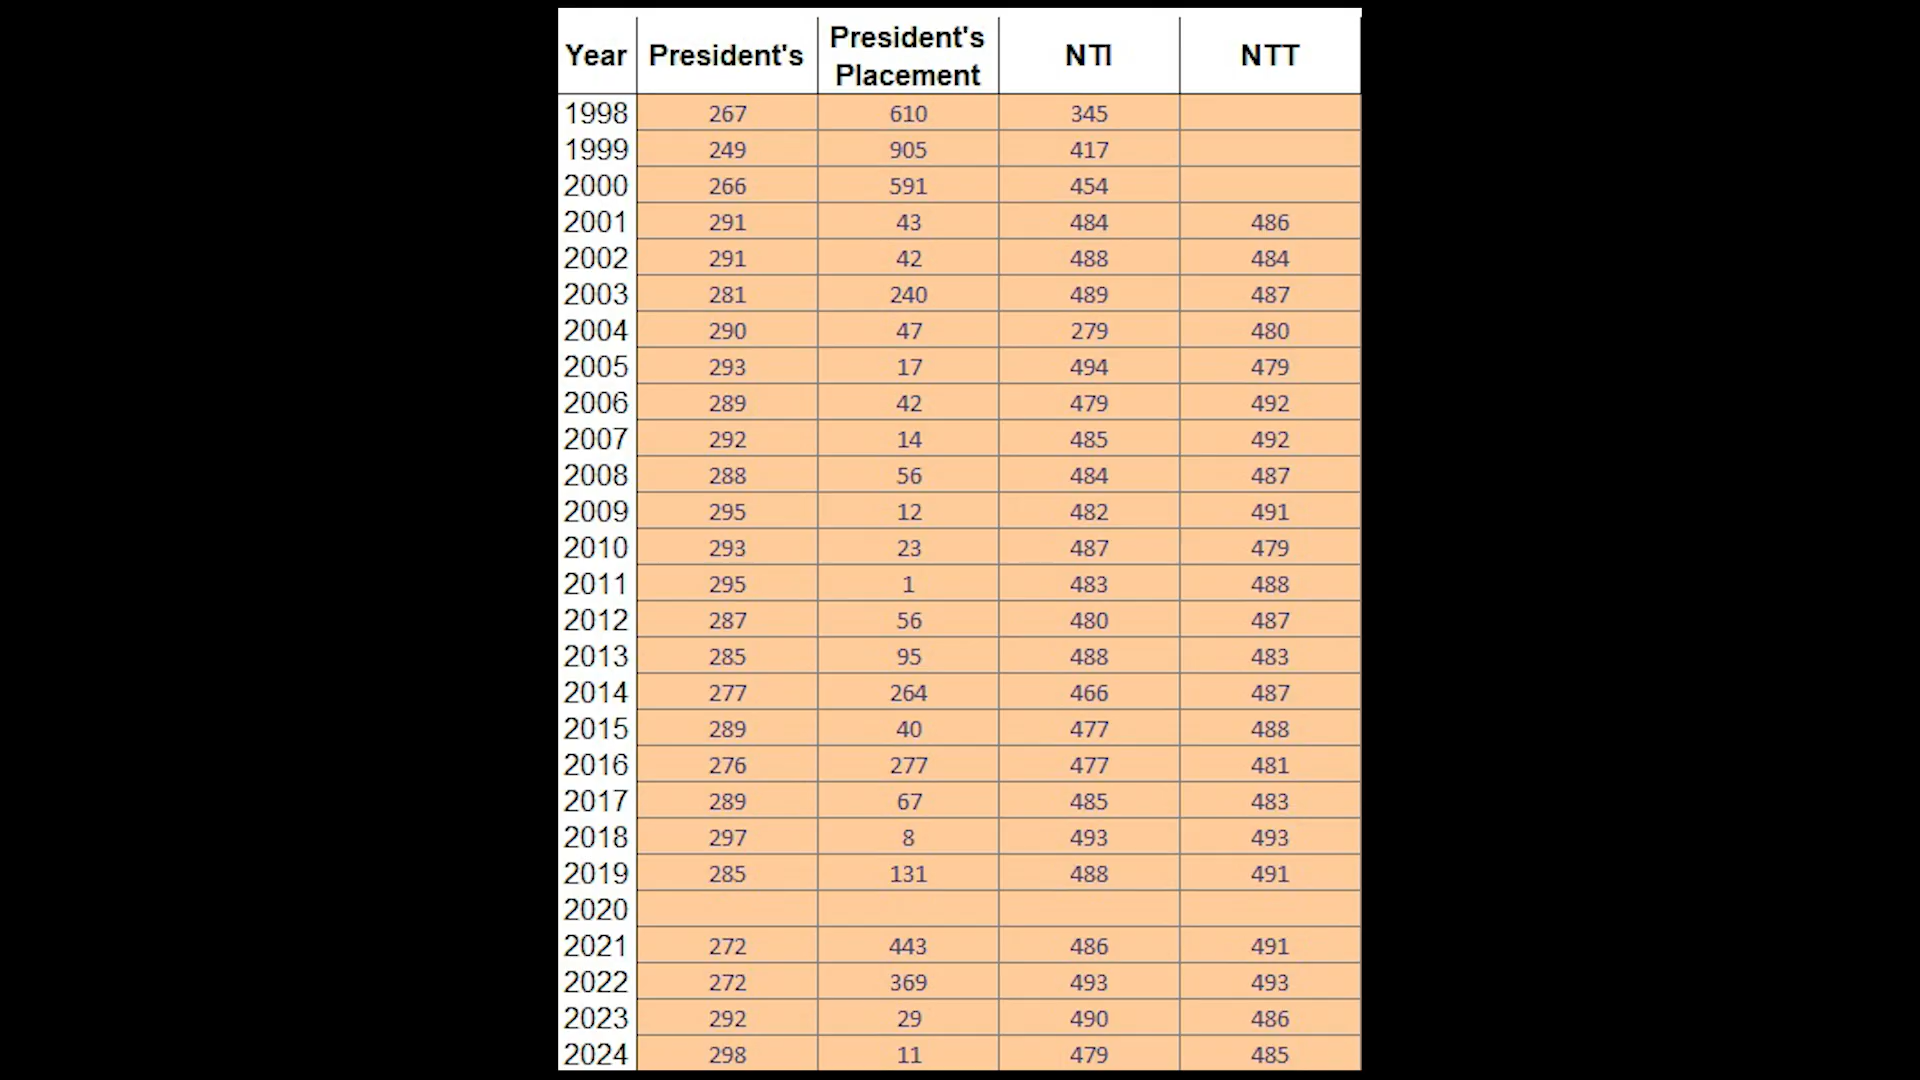 Year President's President's Placement NTI NTT
1998 267 610 345
1999 249 905 417
2000 266 591 454
2001 291 43 484 486
2002 291 42 488 484
2003 281 240 489 487
2004 290 47 279 480
2005 293 17 494 479
2006 289 42 479 492
2007 292 14 485 492
2008 288 56 484 487
2009 295 12 482 491
2010 293 23 487 479
2011 295 1 483 488
2012 287 56 480 487
2013 285 95 488 483
2014 277 264 466 487
2015 289 40 477 488
2016 276 277 477 481
2017 289 67 485 483
2018 297 8 493 493
2019 285 131 488 491
2020
2021 272 443 486 491
2022 272 369 493 493
2023 292 29 490 486
2024 298 11 479 485